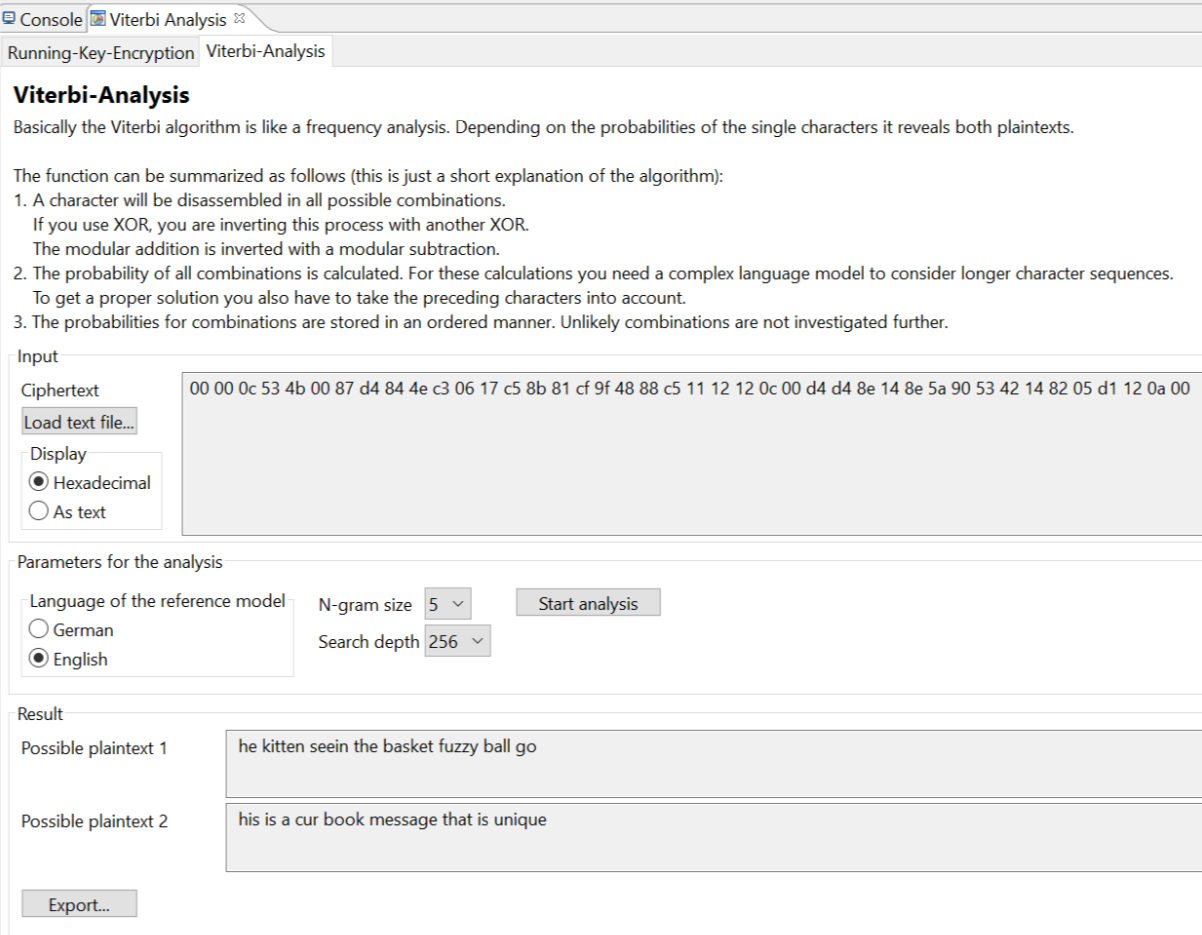 Console Viterbi Analysis
Running-Key-Encryption Viterbi-Analysis
Viterbi-Analysis
Basically the Viterbi algorithm is like a frequency analysis. Depending on the probabilities of the single characters it reveals both plaintexts.
The function can be summarized as follows (this is just a short explanation of the algorithm):
1. A character will be disassembled in all possible combinations.
If you use XOR, you are inverting this process with another XOR.
The modular addition is inverted with a modular subtraction.
2. The probability of all combinations is calculated. For these calculations you need a complex language model to consider longer character sequences.
To get a proper solution you also have to take the preceding characters into account.
3. The probabilities for combinations are stored in an ordered manner. Unlikely combinations are not investigated further.
Input
Ciphertext 00 00 0c 53 4b 00 87 d4 84 4e c3 06 17 c5 8b 81 cf 9f 48 88 c5 11 12 12 0c 00 d4 d4 8e 14 8e 5a 90 53 42 14 82 05 d1 12 0a 00
Load text file...
Display
Hexadecimal
As text
Parameters for the analysis
Language of the reference model
German
English
N-gram size 5
Search depth 256
Start analysis
Result
Possible plaintext 1 he kitten seein the basket fuzzy ball go
Possible plaintext 2 his is a cur book message that is unique
Export...